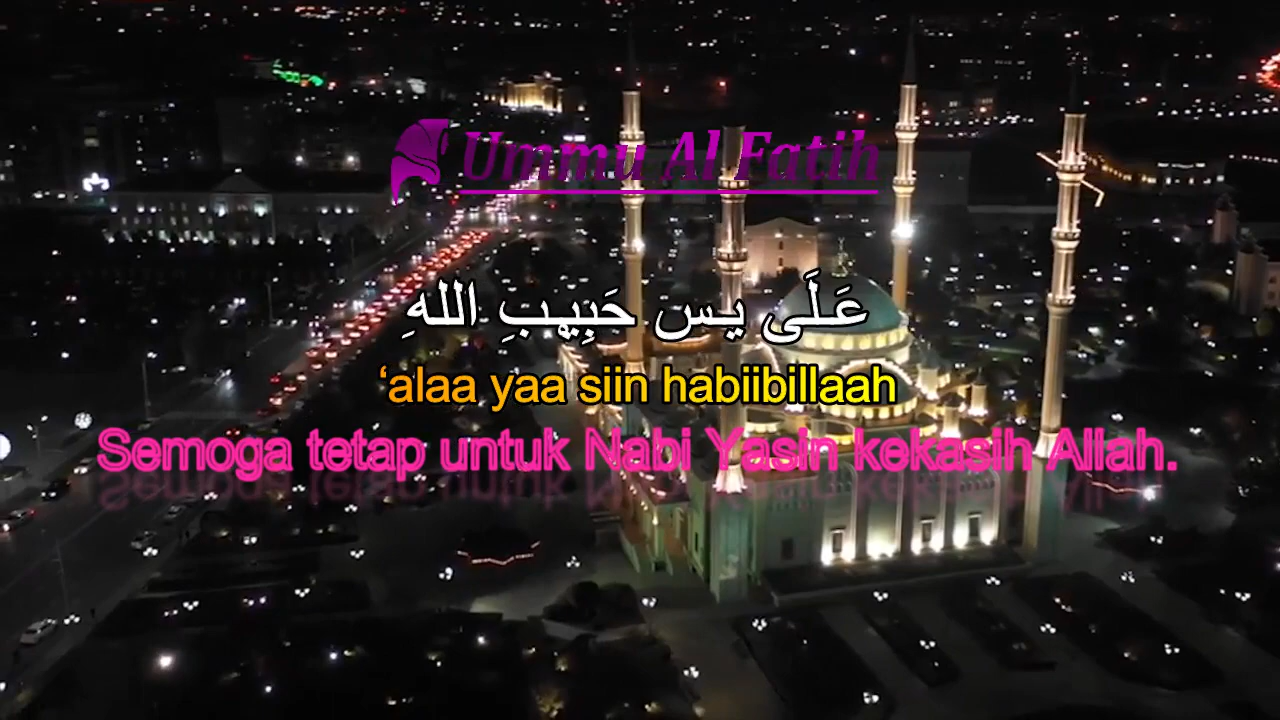 Ummu Al Fatih
عَلَى يس حَبِيبِ اللهِ
‘alaa yaa siin habiibillaah
Semoga tetap untuk Nabi Yasin kekasih Allah.